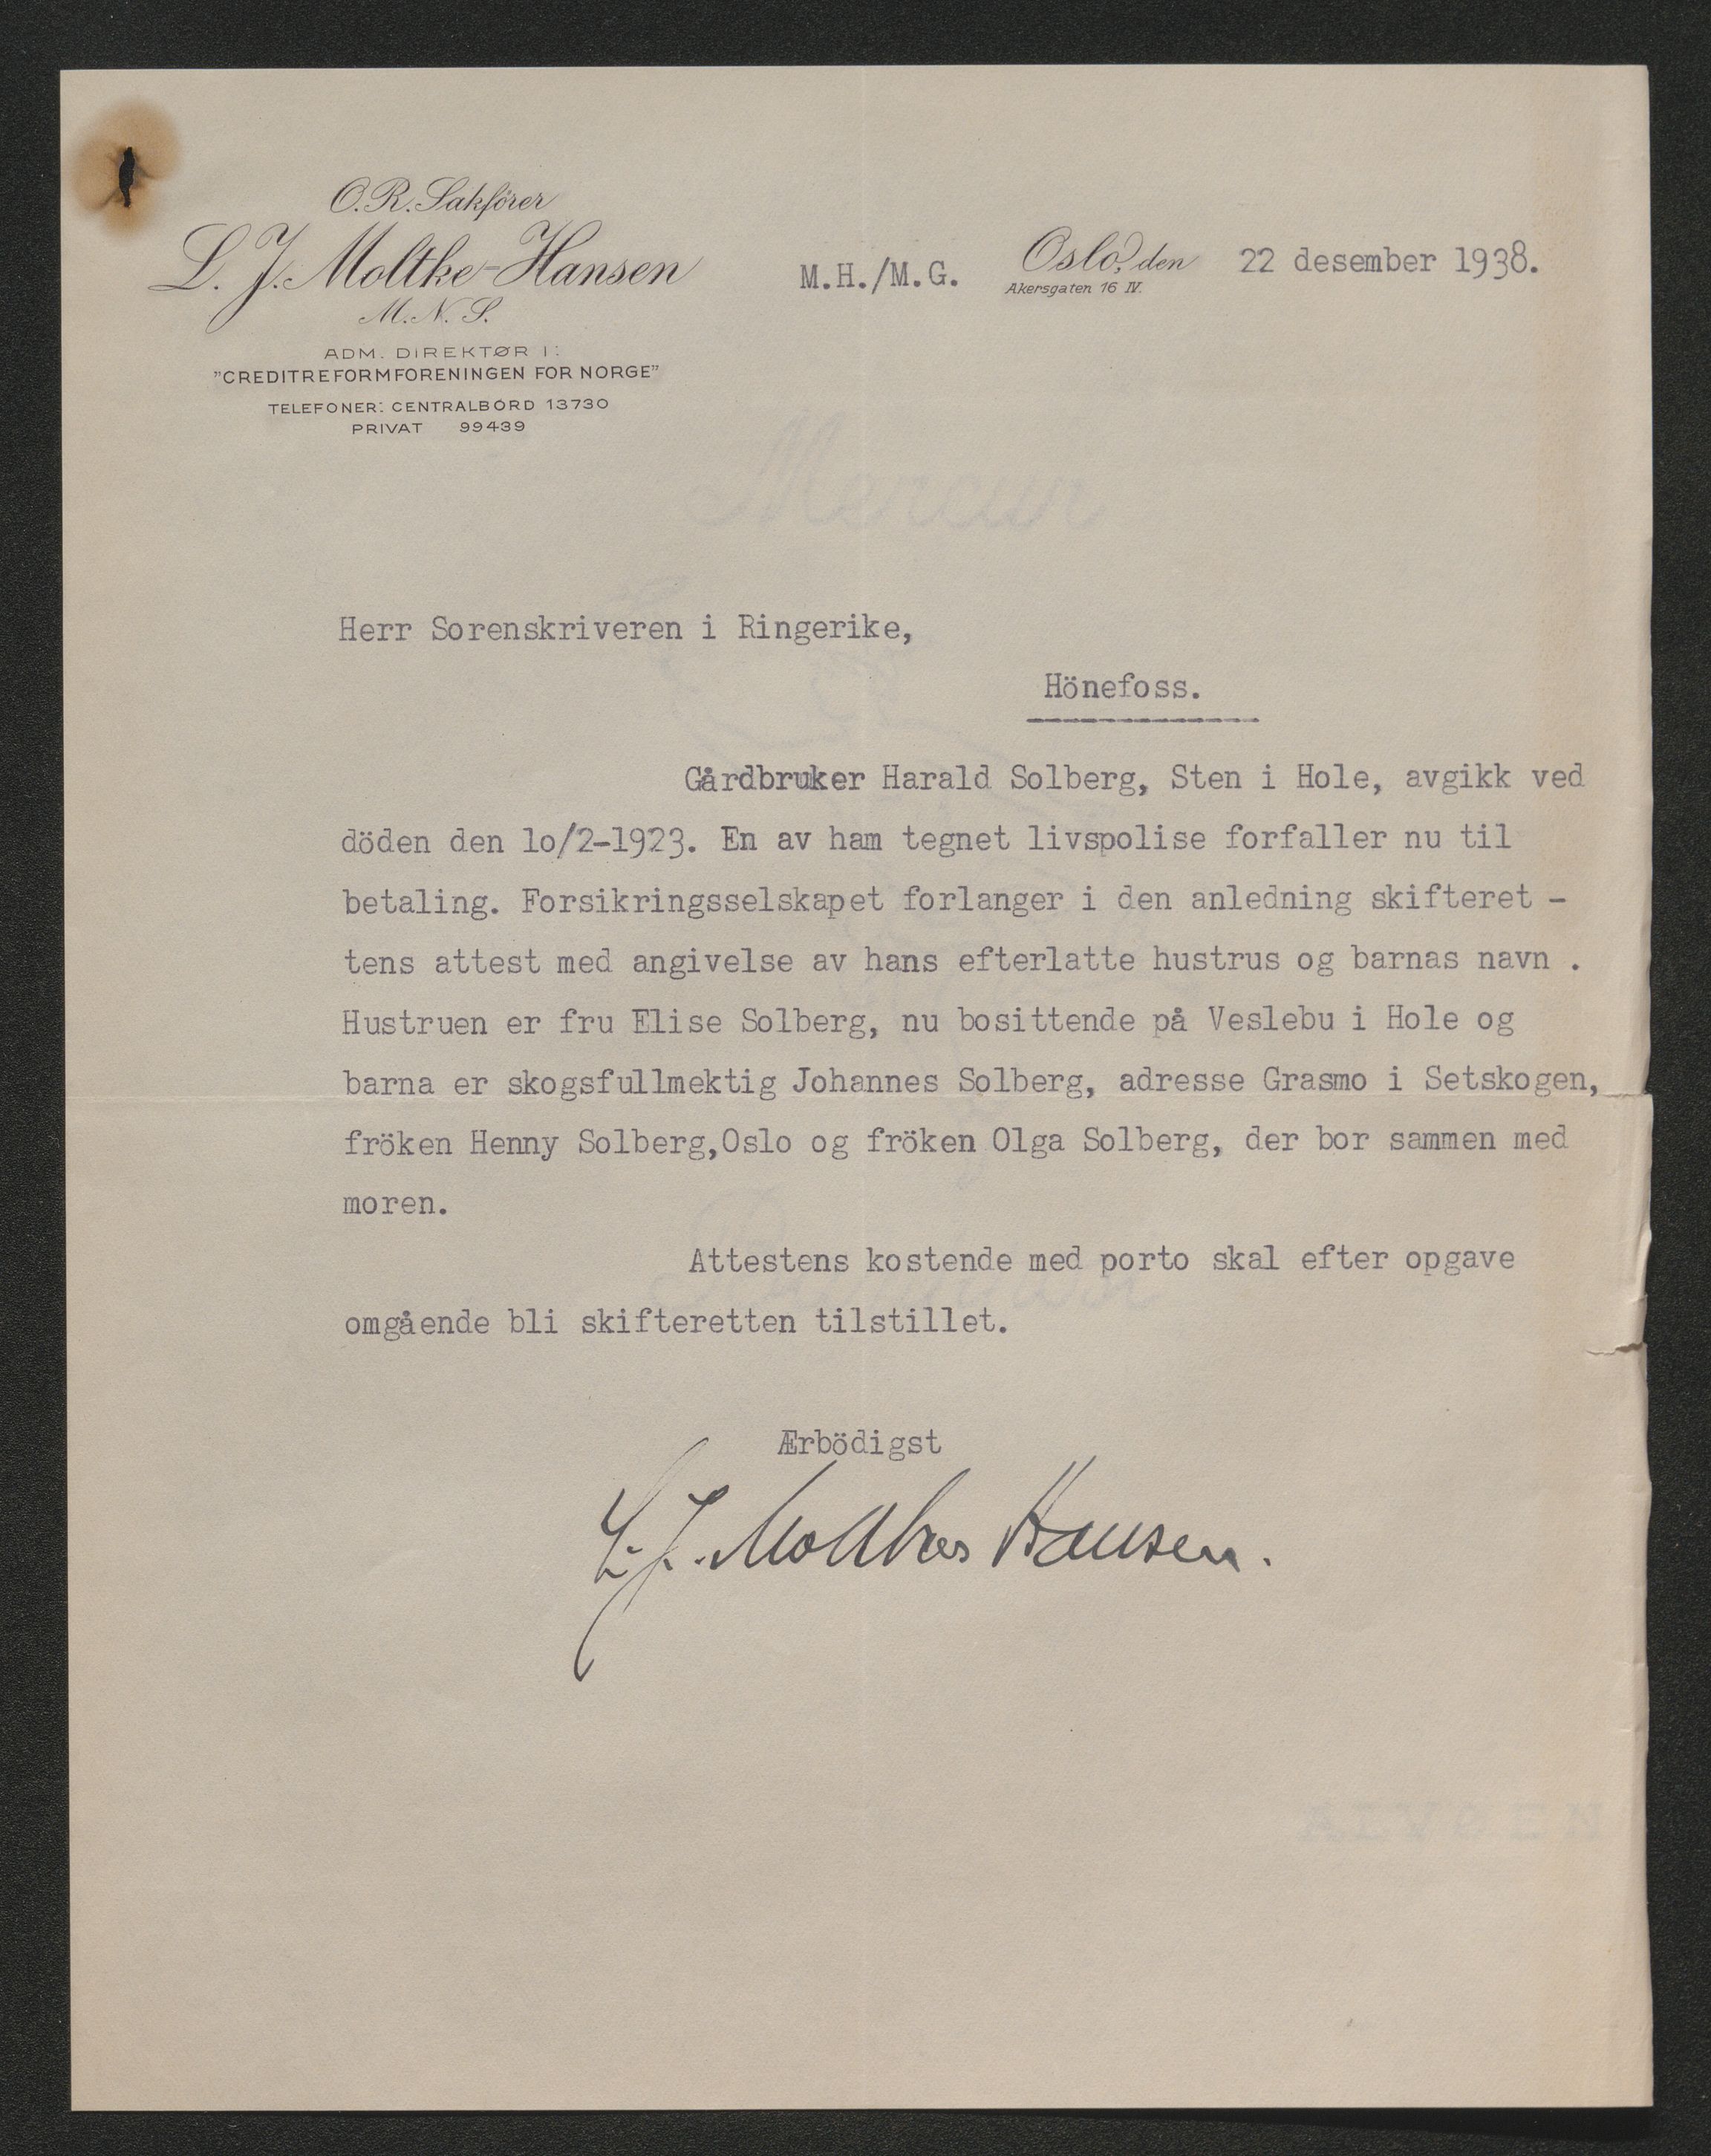 O.R. Sakfører
L. J. Moltke-Hansen
M. N. S.
ADM. DIREKTØR I:
"CREDITREFORMFORENINGEN FOR NORGE"
TELEFONER: CENTRALBORD 13730
PRIVAT 99439
M.H./M.G.
Oslo, den 22 desember 1938.
Akersgaten 16 IV.
Mercur
Herr Sorenskriveren i Ringerike,
Hönefoss.
Gårdbruker Harald Solberg, Sten i Hole, avgikk ved
döden den lo/2-1923. En av ham tegnet livspolise forfaller nu til
betaling. Forsikringsselskapet forlanger i den anledning skifteret -
tens attest med angivelse av hans efterlatte hustrus og barnas navn .
Hustruen er fru Elise Solberg, nu bosittende på Veslebu i Hole og
barna er skogsfullmektig Johannes Solberg, adresse Grasmo i Setskogen,
fröken Henny Solberg,Oslo og fröken Olga Solberg, der bor sammen med
moren.
Attestens kostende med porto skal efter opgave
omgående bli skifteretten tilstillet.
Ærbödigst
L. J. Moltke Hansen.
ALVØEN